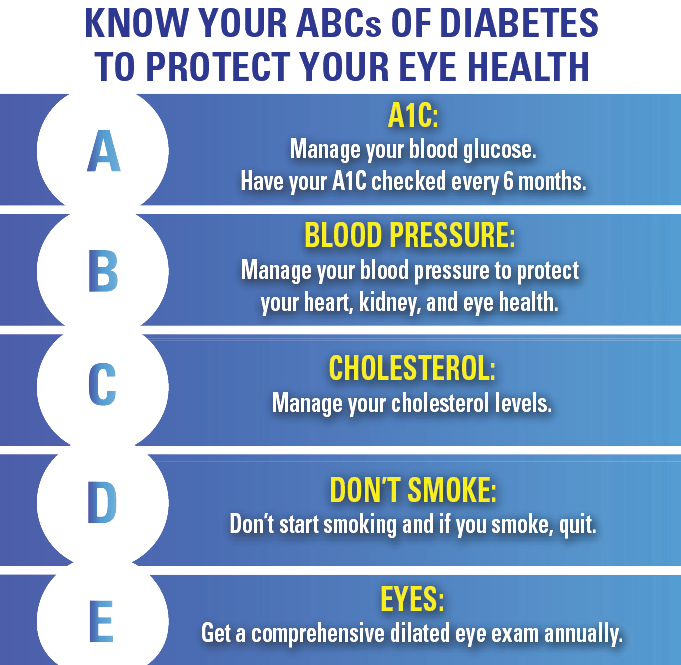 KNOW YOUR ABCs OF DIABETES
TO PROTECT YOUR EYE HEALTH
A
A1C:
Manage your blood glucose.
Have your A1C checked every 6 months.
B
BLOOD PRESSURE:
Manage your blood pressure to protect
your heart, kidney, and eye health.
C
CHOLESTEROL:
Manage your cholesterol levels.
D
DON'T SMOKE:
Don't start smoking and if you smoke, quit.
E
EYES:
Get a comprehensive dilated eye exam annually.